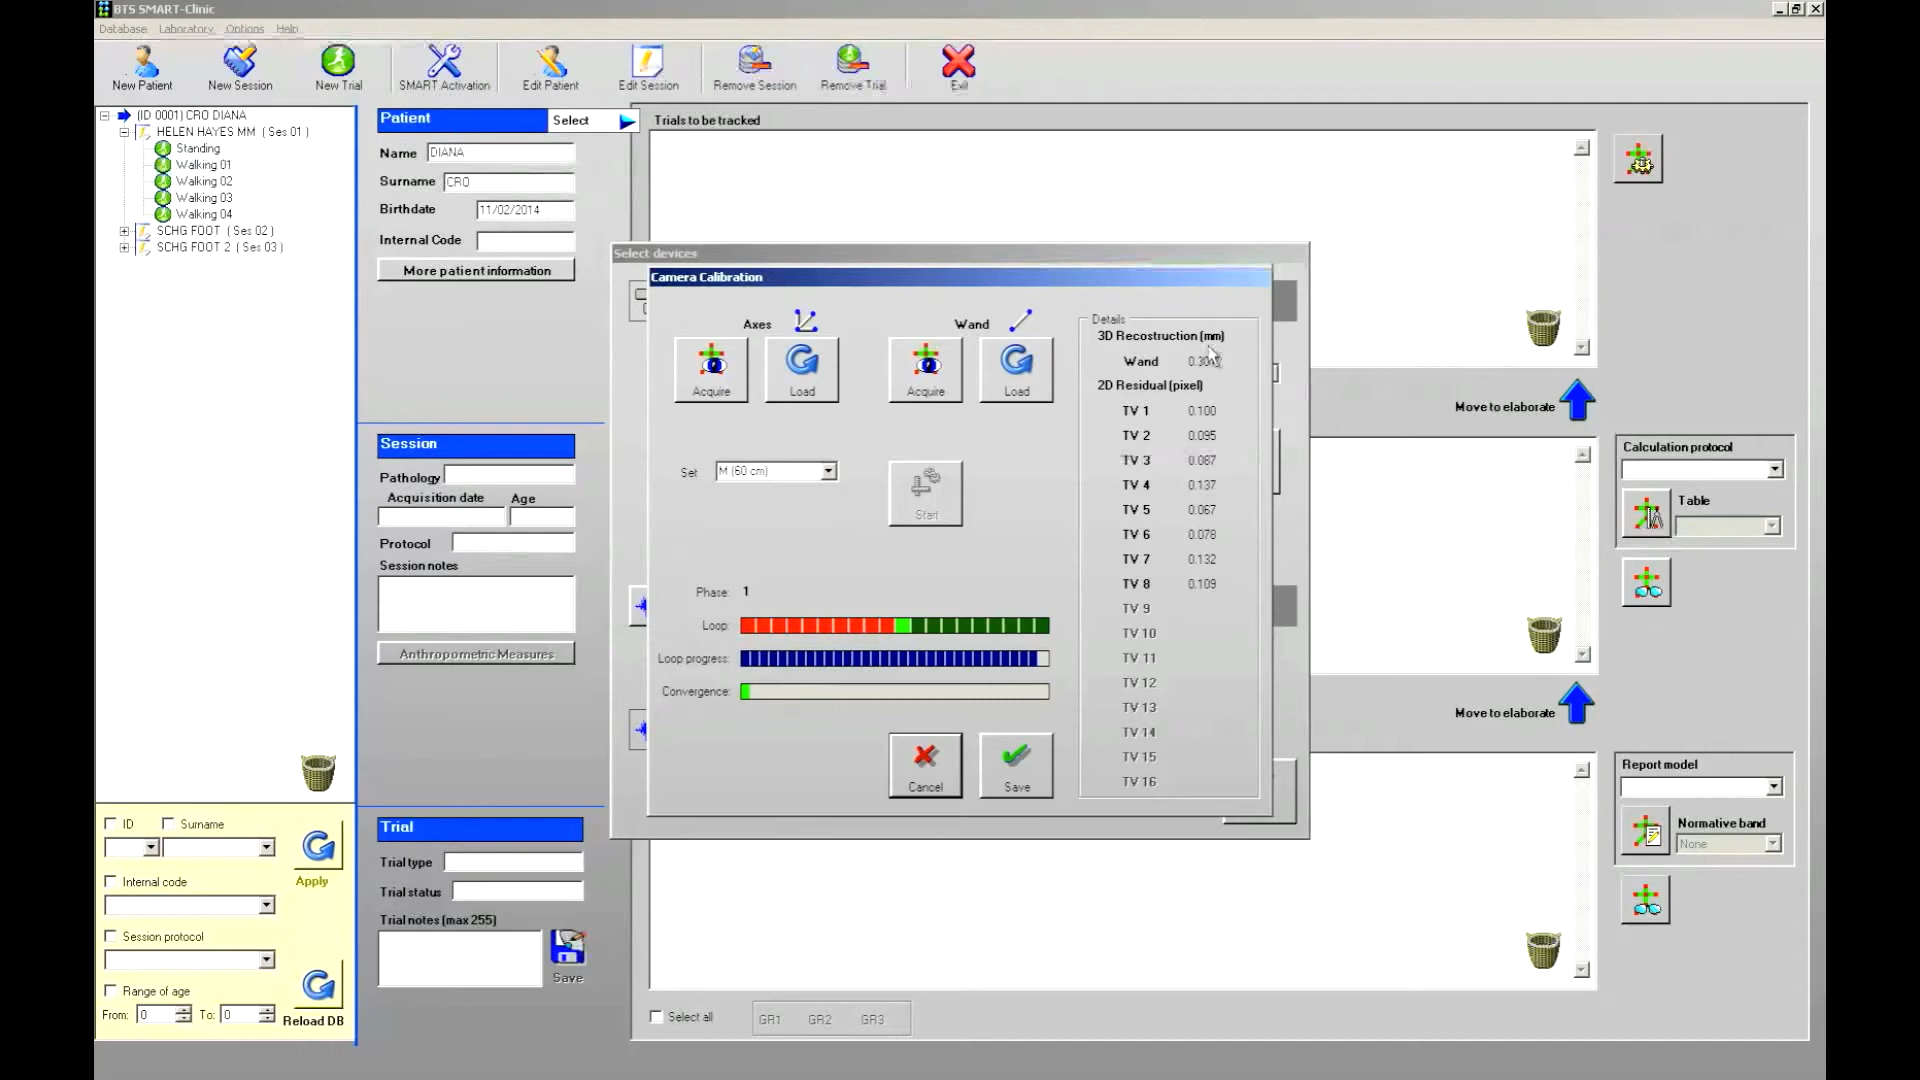 BTS SMART-Clinic
Database Laboratory Options Help
New Patient New Session New Trial SMART Activation Edit Patient Edit Session Remove Session Remove Trial Exit
(ID 0001) CRO DIANA
HELEN HAYES MM ( Ses 01 )
Standing
Walking 01
Walking 02
Walking 03
Walking 04
SCHG FOOT ( Ses 02 )
SCHG FOOT 2 ( Ses 03 )
ID Surname
Apply
Internal code
Session protocol
Range of age
From: 0 To: 0
Reload DB
Patient Select
Name DIANA
Surname CRO
Birthdate 11/02/2014
Internal Code
More patient information
Session
Pathology
Acquisition date Age
Protocol
Session notes
Anthropometric Measures
Trial
Trial type
Trial status
Trial notes (max 255)
Save
Trials to be tracked
Select devices
Camera Calibration
Axes Wand
Acquire Load Acquire Load
Set M (60 cm)
Start
Phase: 1
Loop:
Loop progress:
Convergence:
Cancel Save
Details
3D Recostruction (mm)
Wand
2D Residual (pixel)
TV 1 0.100
TV 2 0.095
TV 3 0.087
TV 4 0.137
TV 5 0.067
TV 6 0.078
TV 7 0.132
TV 8 0.109
TV 9
TV 10
TV 11
TV 12
TV 13
TV 14
TV 15
TV 16
Move to elaborate
Calculation protocol
Table
Move to elaborate
Report model
Normative band
None
Select all GR1 GR2 GR3